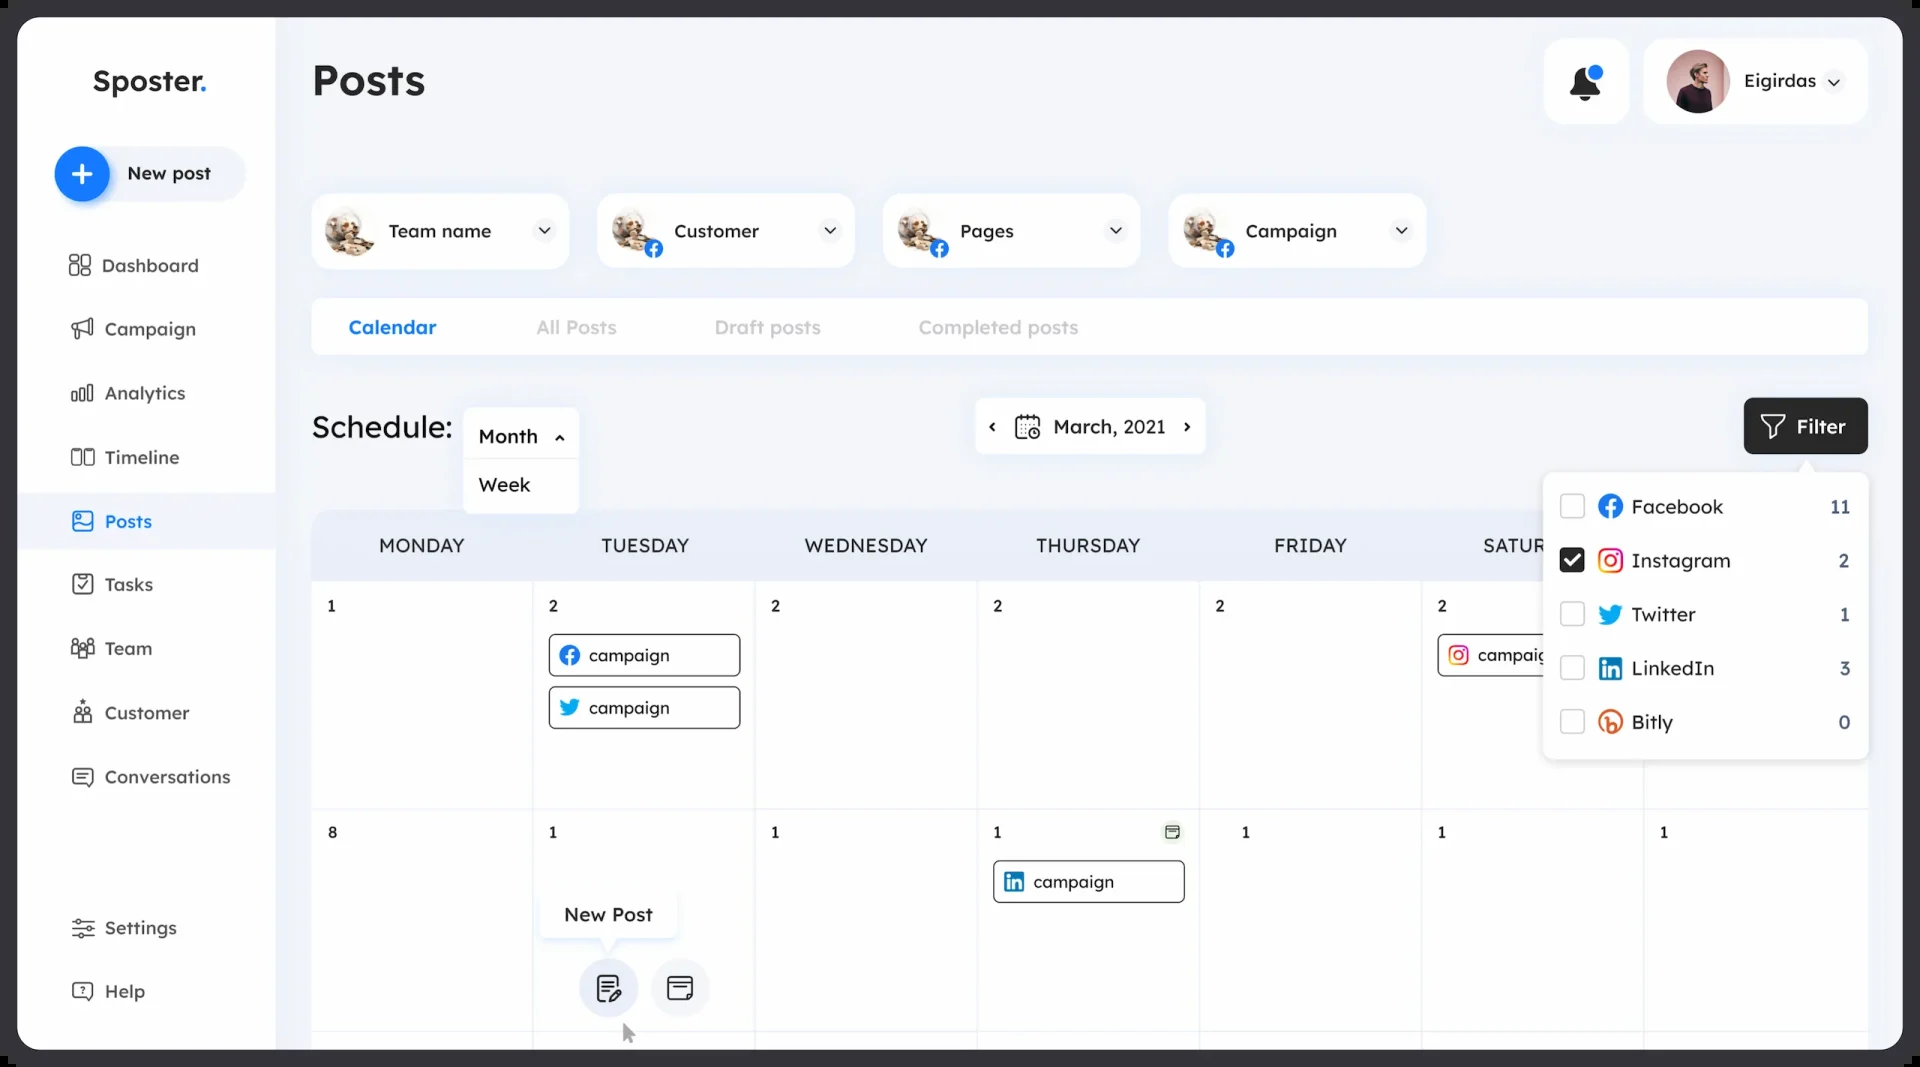 Sposter.
Posts
Eigirdas
New post
Team name
Customer
Pages
Campaign
Dashboard
Campaign
Analytics
Timeline
Posts
Tasks
Team
Customer
Conversations
Settings
Help
Calendar
All Posts
Draft posts
Completed posts
Schedule:
Month
Week
March, 2021
Filter
Facebook 11
Instagram 2
Twitter 1
LinkedIn 3
Bitly 0
MONDAY
TUESDAY
WEDNESDAY
THURSDAY
FRIDAY
SATUR
1
2
2
2
2
2
campaign
campaign
campaig
8
1
1
1
1
1
1
campaign
New Post